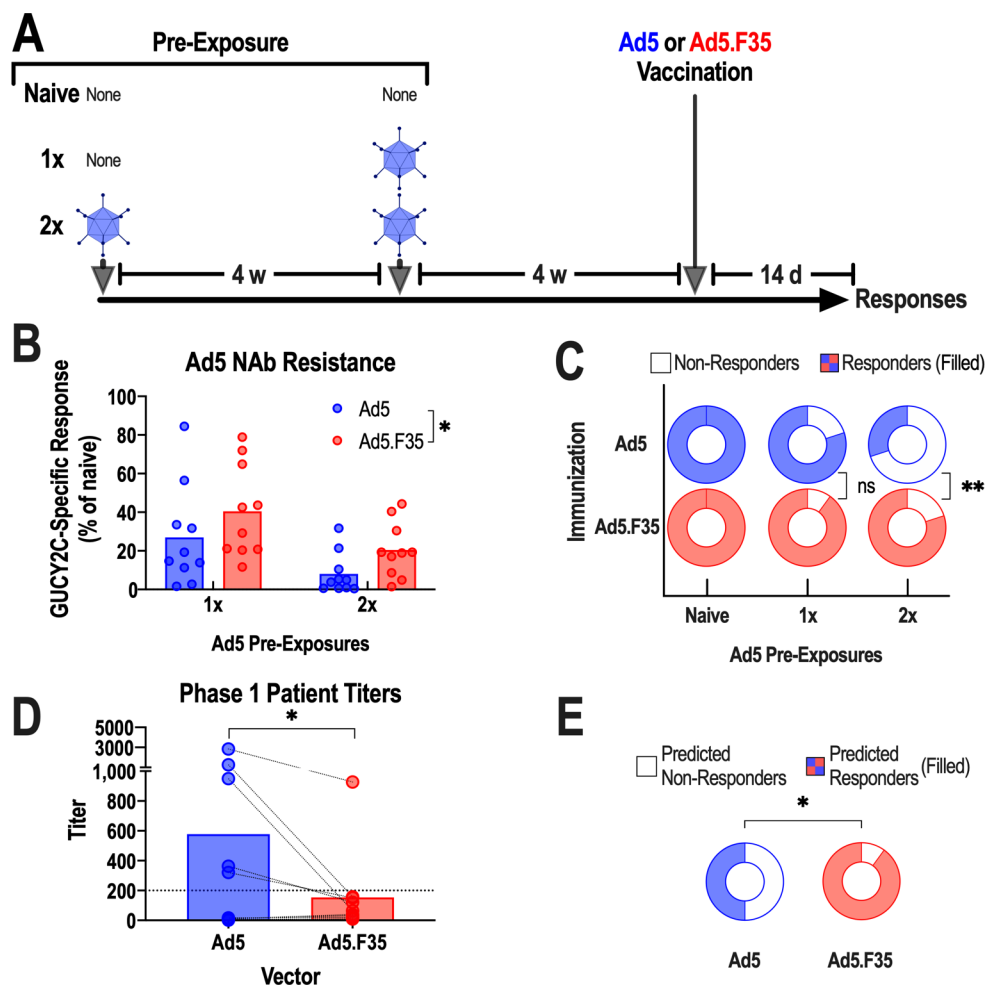 A
Pre-Exposure
Ad5 or Ad5.F35
Vaccination
Naive None None
1x None
2x
4 w 4 w 14 d
Responses
B
Ad5 NAb Resistance
GUCY2C-Specific Response
(% of naive)
100
80
60
40
20
0
Ad5
Ad5.F35
*
1x 2x
Ad5 Pre-Exposures
C
Non-Responders Responders (Filled)
Immunization
Ad5
Ad5.F35
ns
**
Naive 1x 2x
Ad5 Pre-Exposures
D
Phase 1 Patient Titers
*
Titer
5000
3000
1,000
800
600
400
200
0
Ad5 Ad5.F35
Vector
E
Predicted
Non-Responders
Predicted
Responders (Filled)
*
Ad5 Ad5.F35